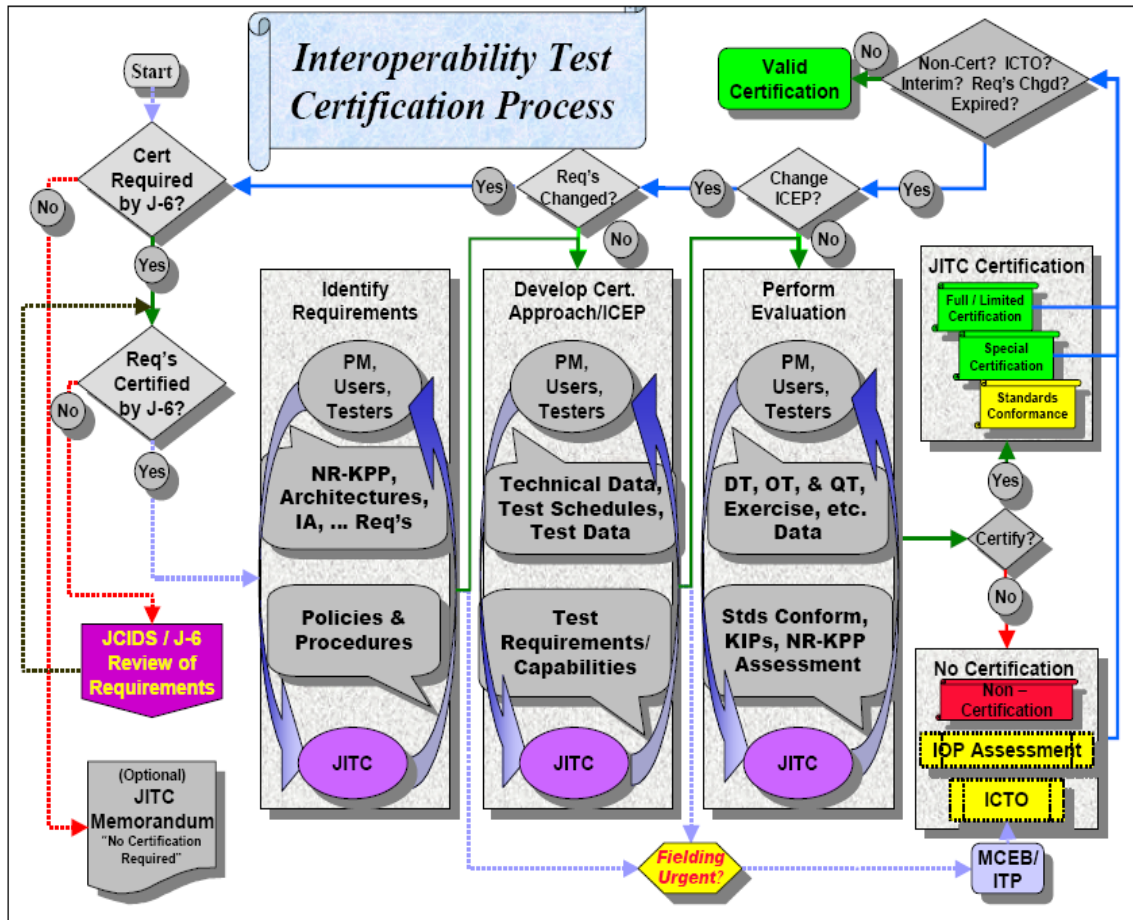 Interoperability Test
Certification Process
Start
Valid
Certification
No
Non-Cert? ICTO?
Interim? Req's Chgd?
Expired?
Cert
Required
by J-6?
No
Yes
Yes
Req's
Changed?
No
Yes
Change
ICEP?
No
Yes
Req's
Certified
by J-6?
No
Yes
JCIDS / J-6
Review of
Requirements
(Optional)
JITC
Memorandum
"No Certification
Required"
Identify
Requirements
PM,
Users,
Testers
NR-KPP,
Architectures,
IA, ... Req's
Policies &
Procedures
JITC
Develop Cert.
Approach/ICEP
PM,
Users,
Testers
Technical Data,
Test Schedules,
Test Data
Test
Requirements/
Capabilities
JITC
Perform
Evaluation
PM,
Users,
Testers
DT, OT, & QT,
Exercise, etc.
Data
Stds Conform,
KIPs, NR-KPP
Assessment
JITC
JITC Certification
Full / Limited
Certification
Special
Certification
Standards
Conformance
Yes
Certify?
No
No Certification
Non –
Certification
IOP Assessment
ICTO
Fielding
Urgent?
MCEB/
ITP